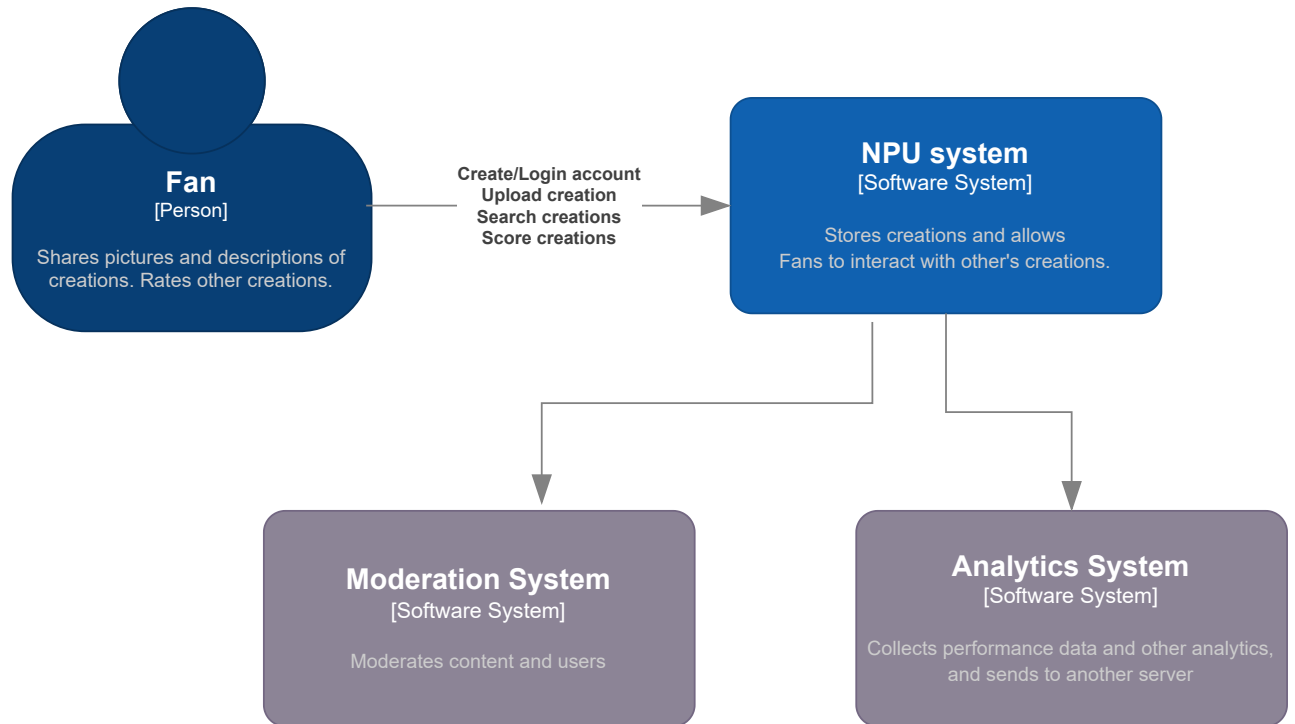 Fan
[Person]
Shares pictures and descriptions of
creations. Rates other creations.
Create/Login account
Upload creation
Search creations
Score creations
NPU system
[Software System]
Stores creations and allows
Fans to interact with other's creations.
Moderation System
[Software System]
Moderates content and users
Analytics System
[Software System]
Collects performance data and other analytics,
and sends to another server